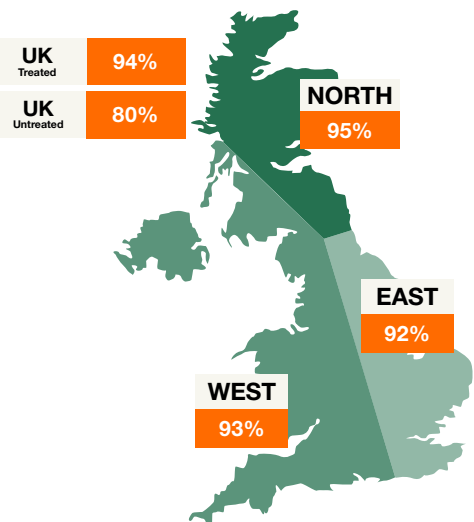 UK
Treated
94%
UK
Untreated
80%
NORTH
95%
EAST
92%
WEST
93%